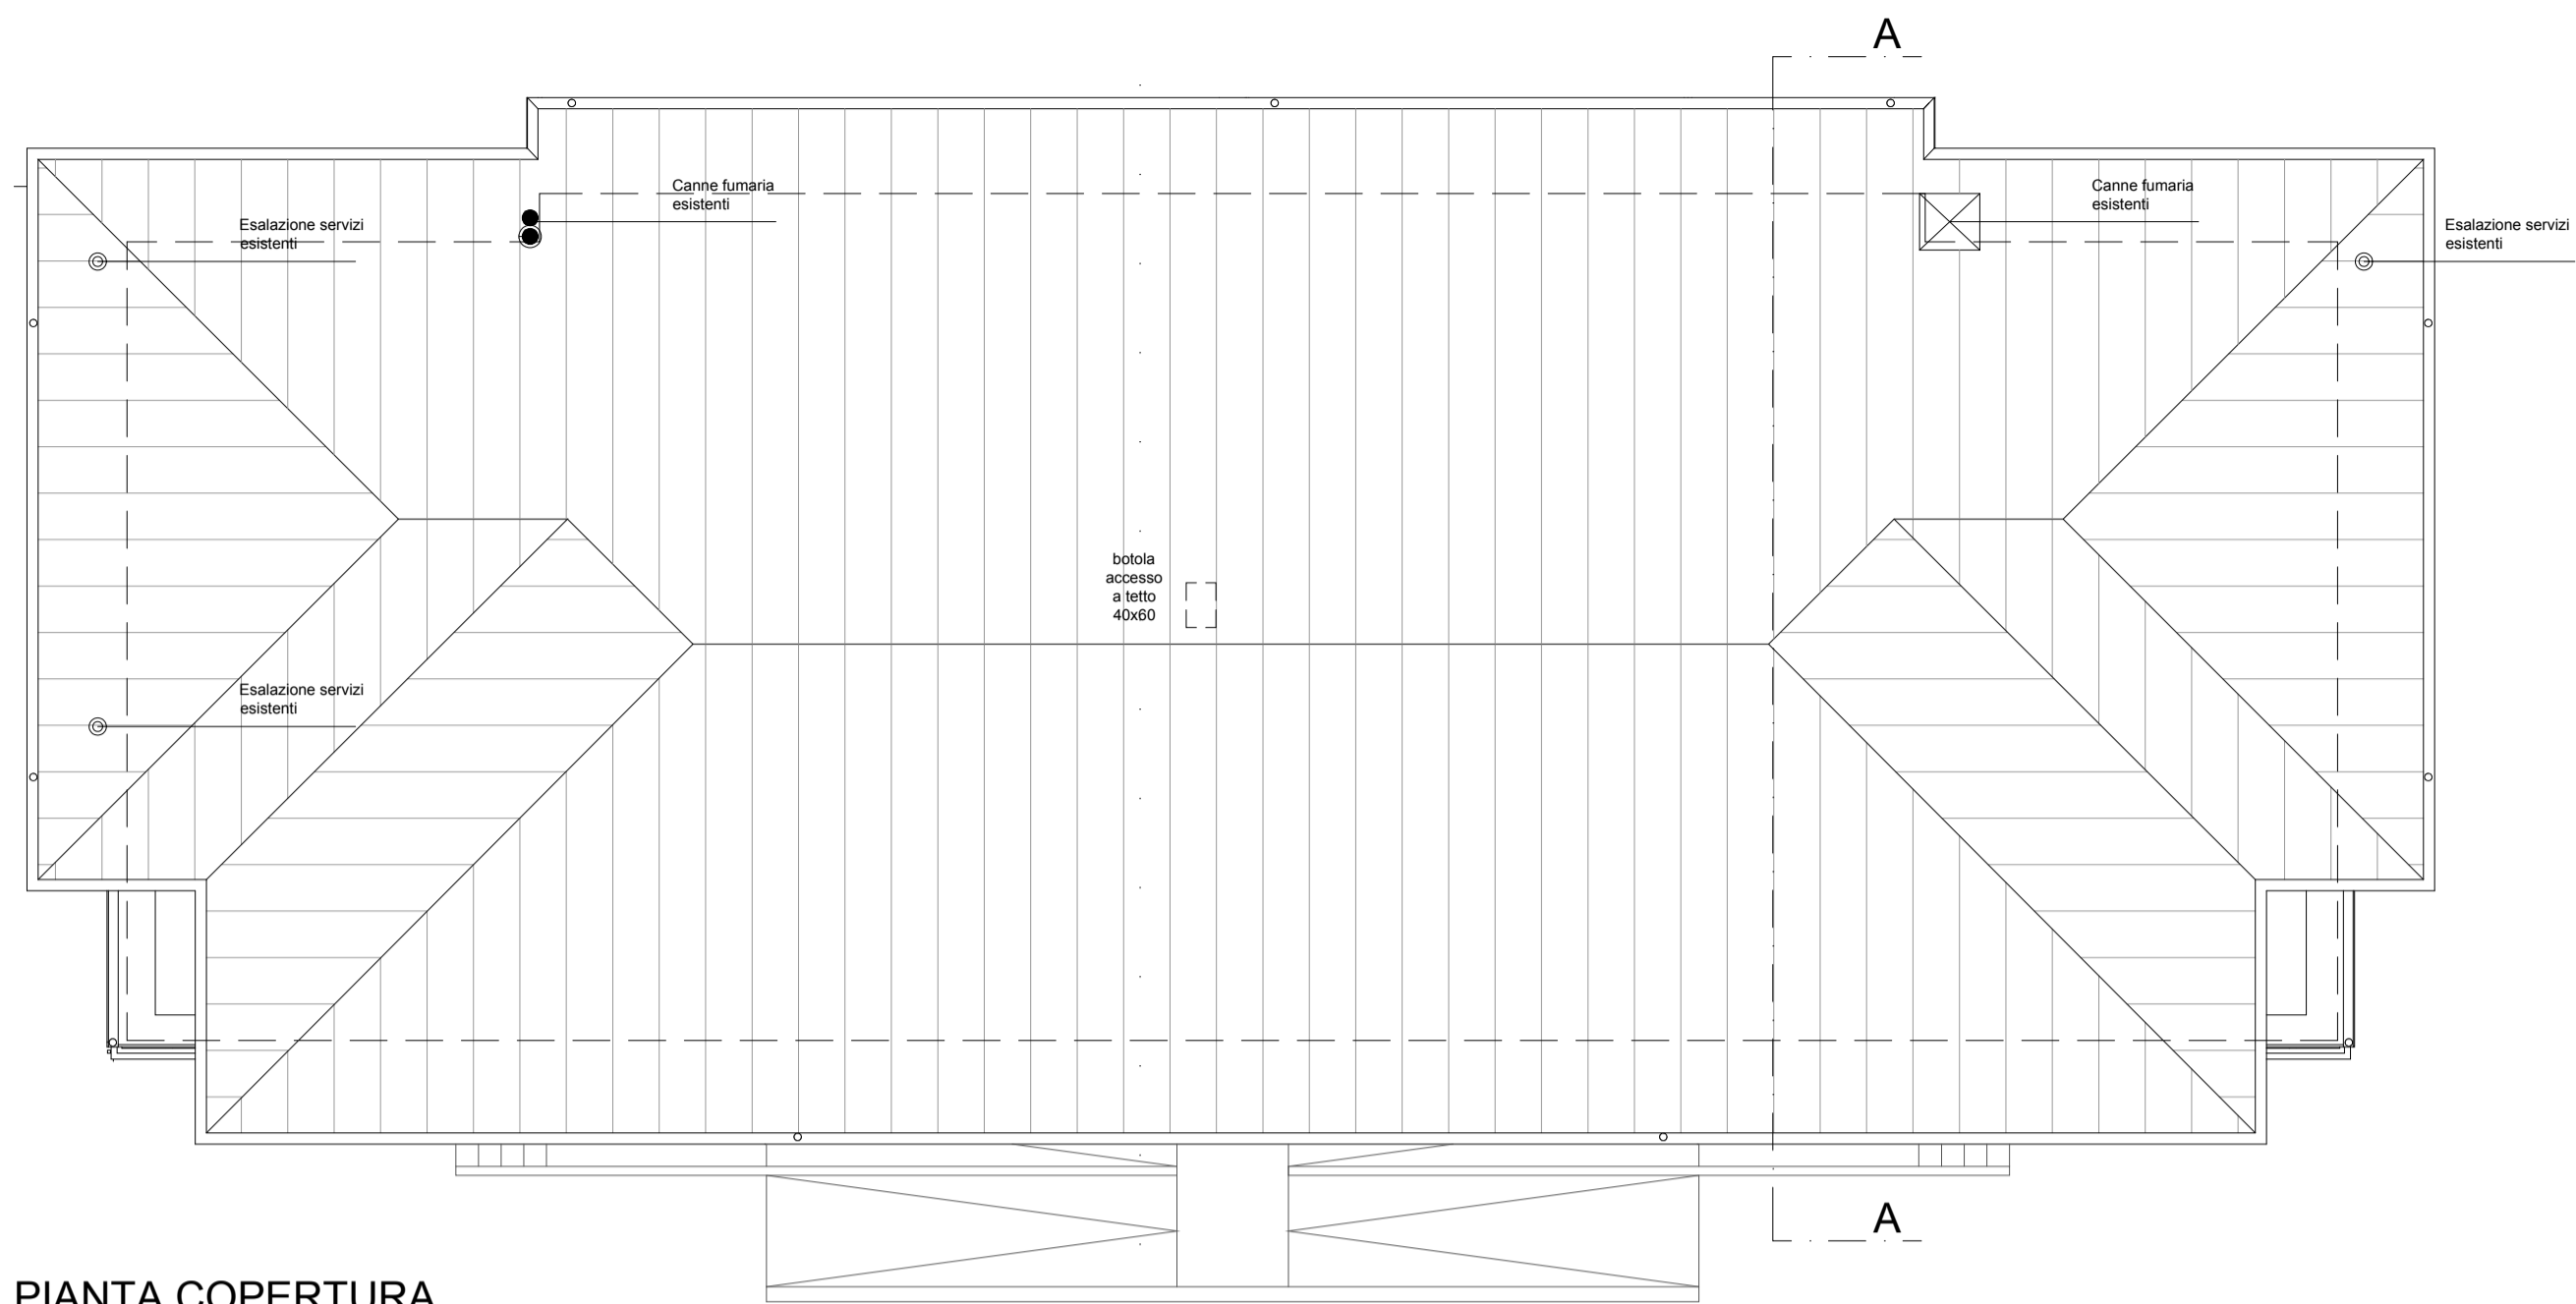 A
Canne fumaria
esistenti
Canne fumaria
esistenti
Esalazione servizi
esistenti
Esalazione servizi
esistenti
botola
accesso
a tetto
40x60
Esalazione servizi
esistenti
A
PIANTA COPERTURA